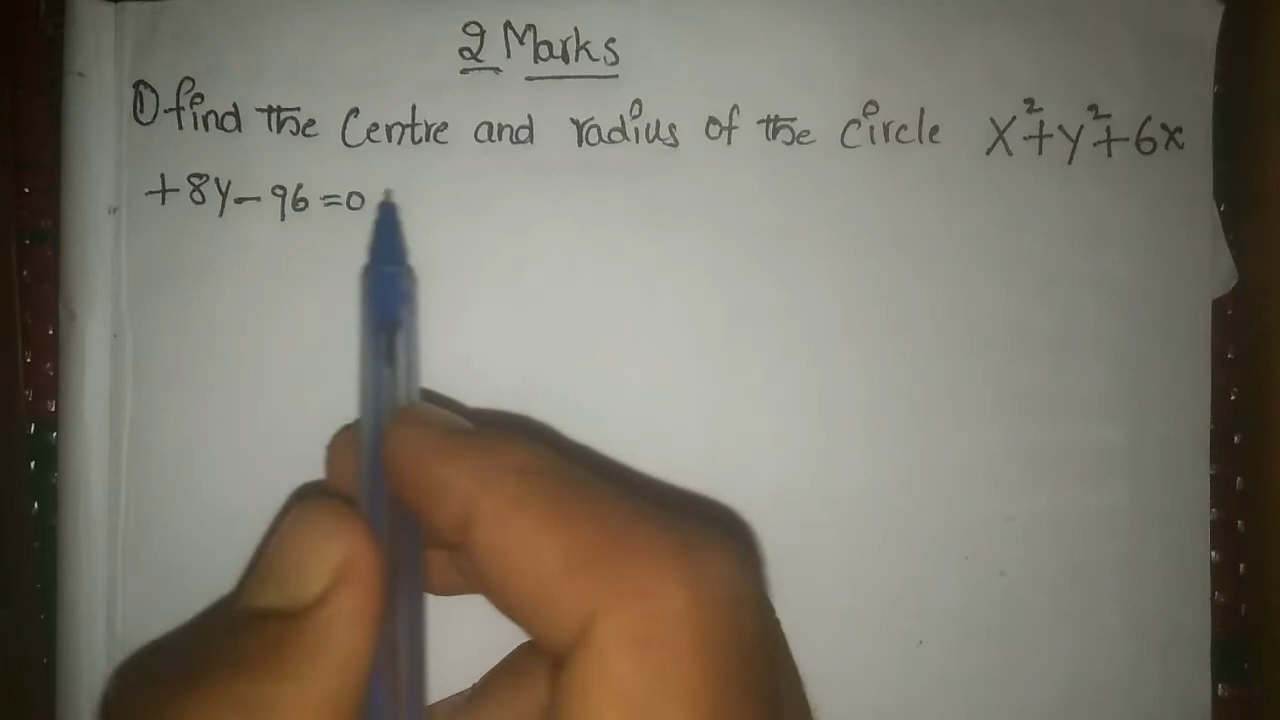 2 Marks
① find the Centre and radius of the circle x²+y²+6x
+8y-96=0